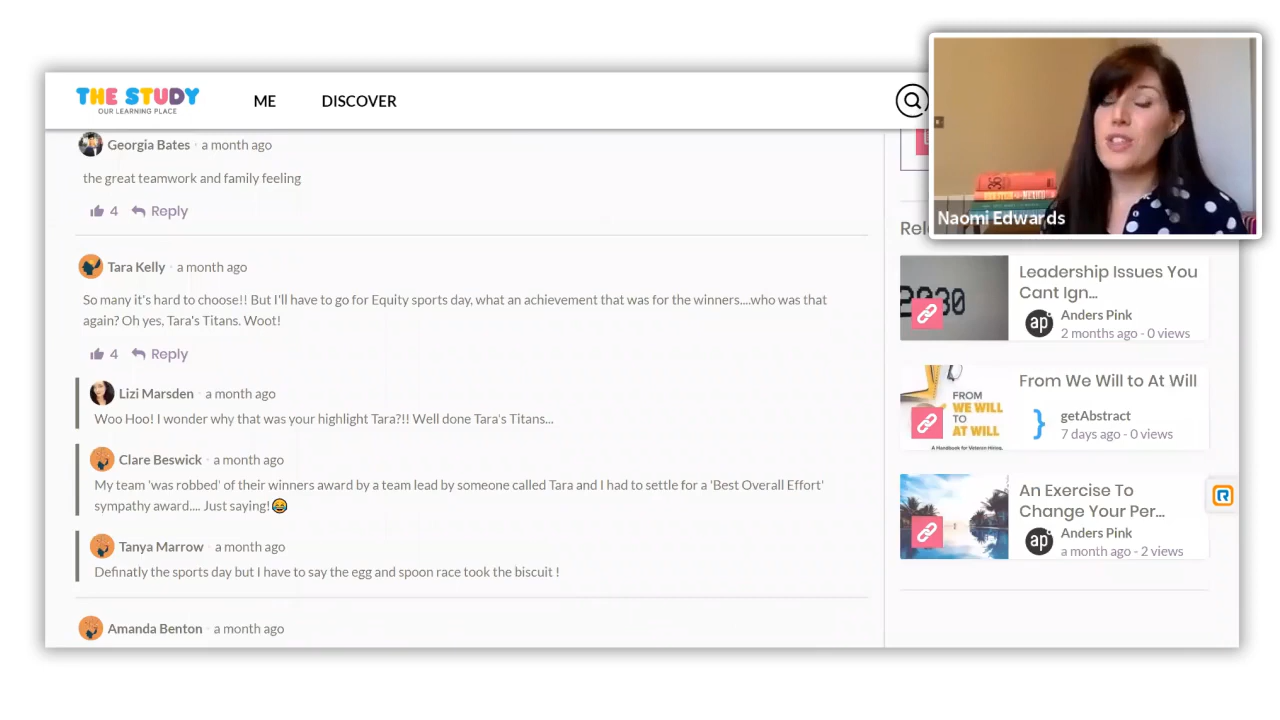 THE STUDY
OUR LEARNING PLACE
ME
DISCOVER
Georgia Bates · a month ago
the great teamwork and family feeling
4 Reply
Tara Kelly · a month ago
So many it's hard to choose!! But I'll have to go for Equity sports day, what an achievement that was for the winners....who was that
again? Oh yes, Tara's Titans. Woot!
4 Reply
Lizi Marsden · a month ago
Woo Hoo! I wonder why that was your highlight Tara?!! Well done Tara's Titans...
Clare Beswick · a month ago
My team 'was robbed' of their winners award by a team lead by someone called Tara and I had to settle for a 'Best Overall Effort'
sympathy award.... Just saying!😂
Tanya Marrow · a month ago
Definatly the sports day but I have to say the egg and spoon race took the biscuit !
Amanda Benton · a month ago
Naomi Edwards
Rel
Leadership Issues You
Cant Ign...
ap
Anders Pink
2 months ago - 0 views
FROM
WE WILL
TO
AT WILL
A Handbook for Veteran Hiring,
From We Will to At Will
getAbstract
7 days ago - 0 views
An Exercise To
Change Your Per...
ap
Anders Pink
a month ago - 2 views
R